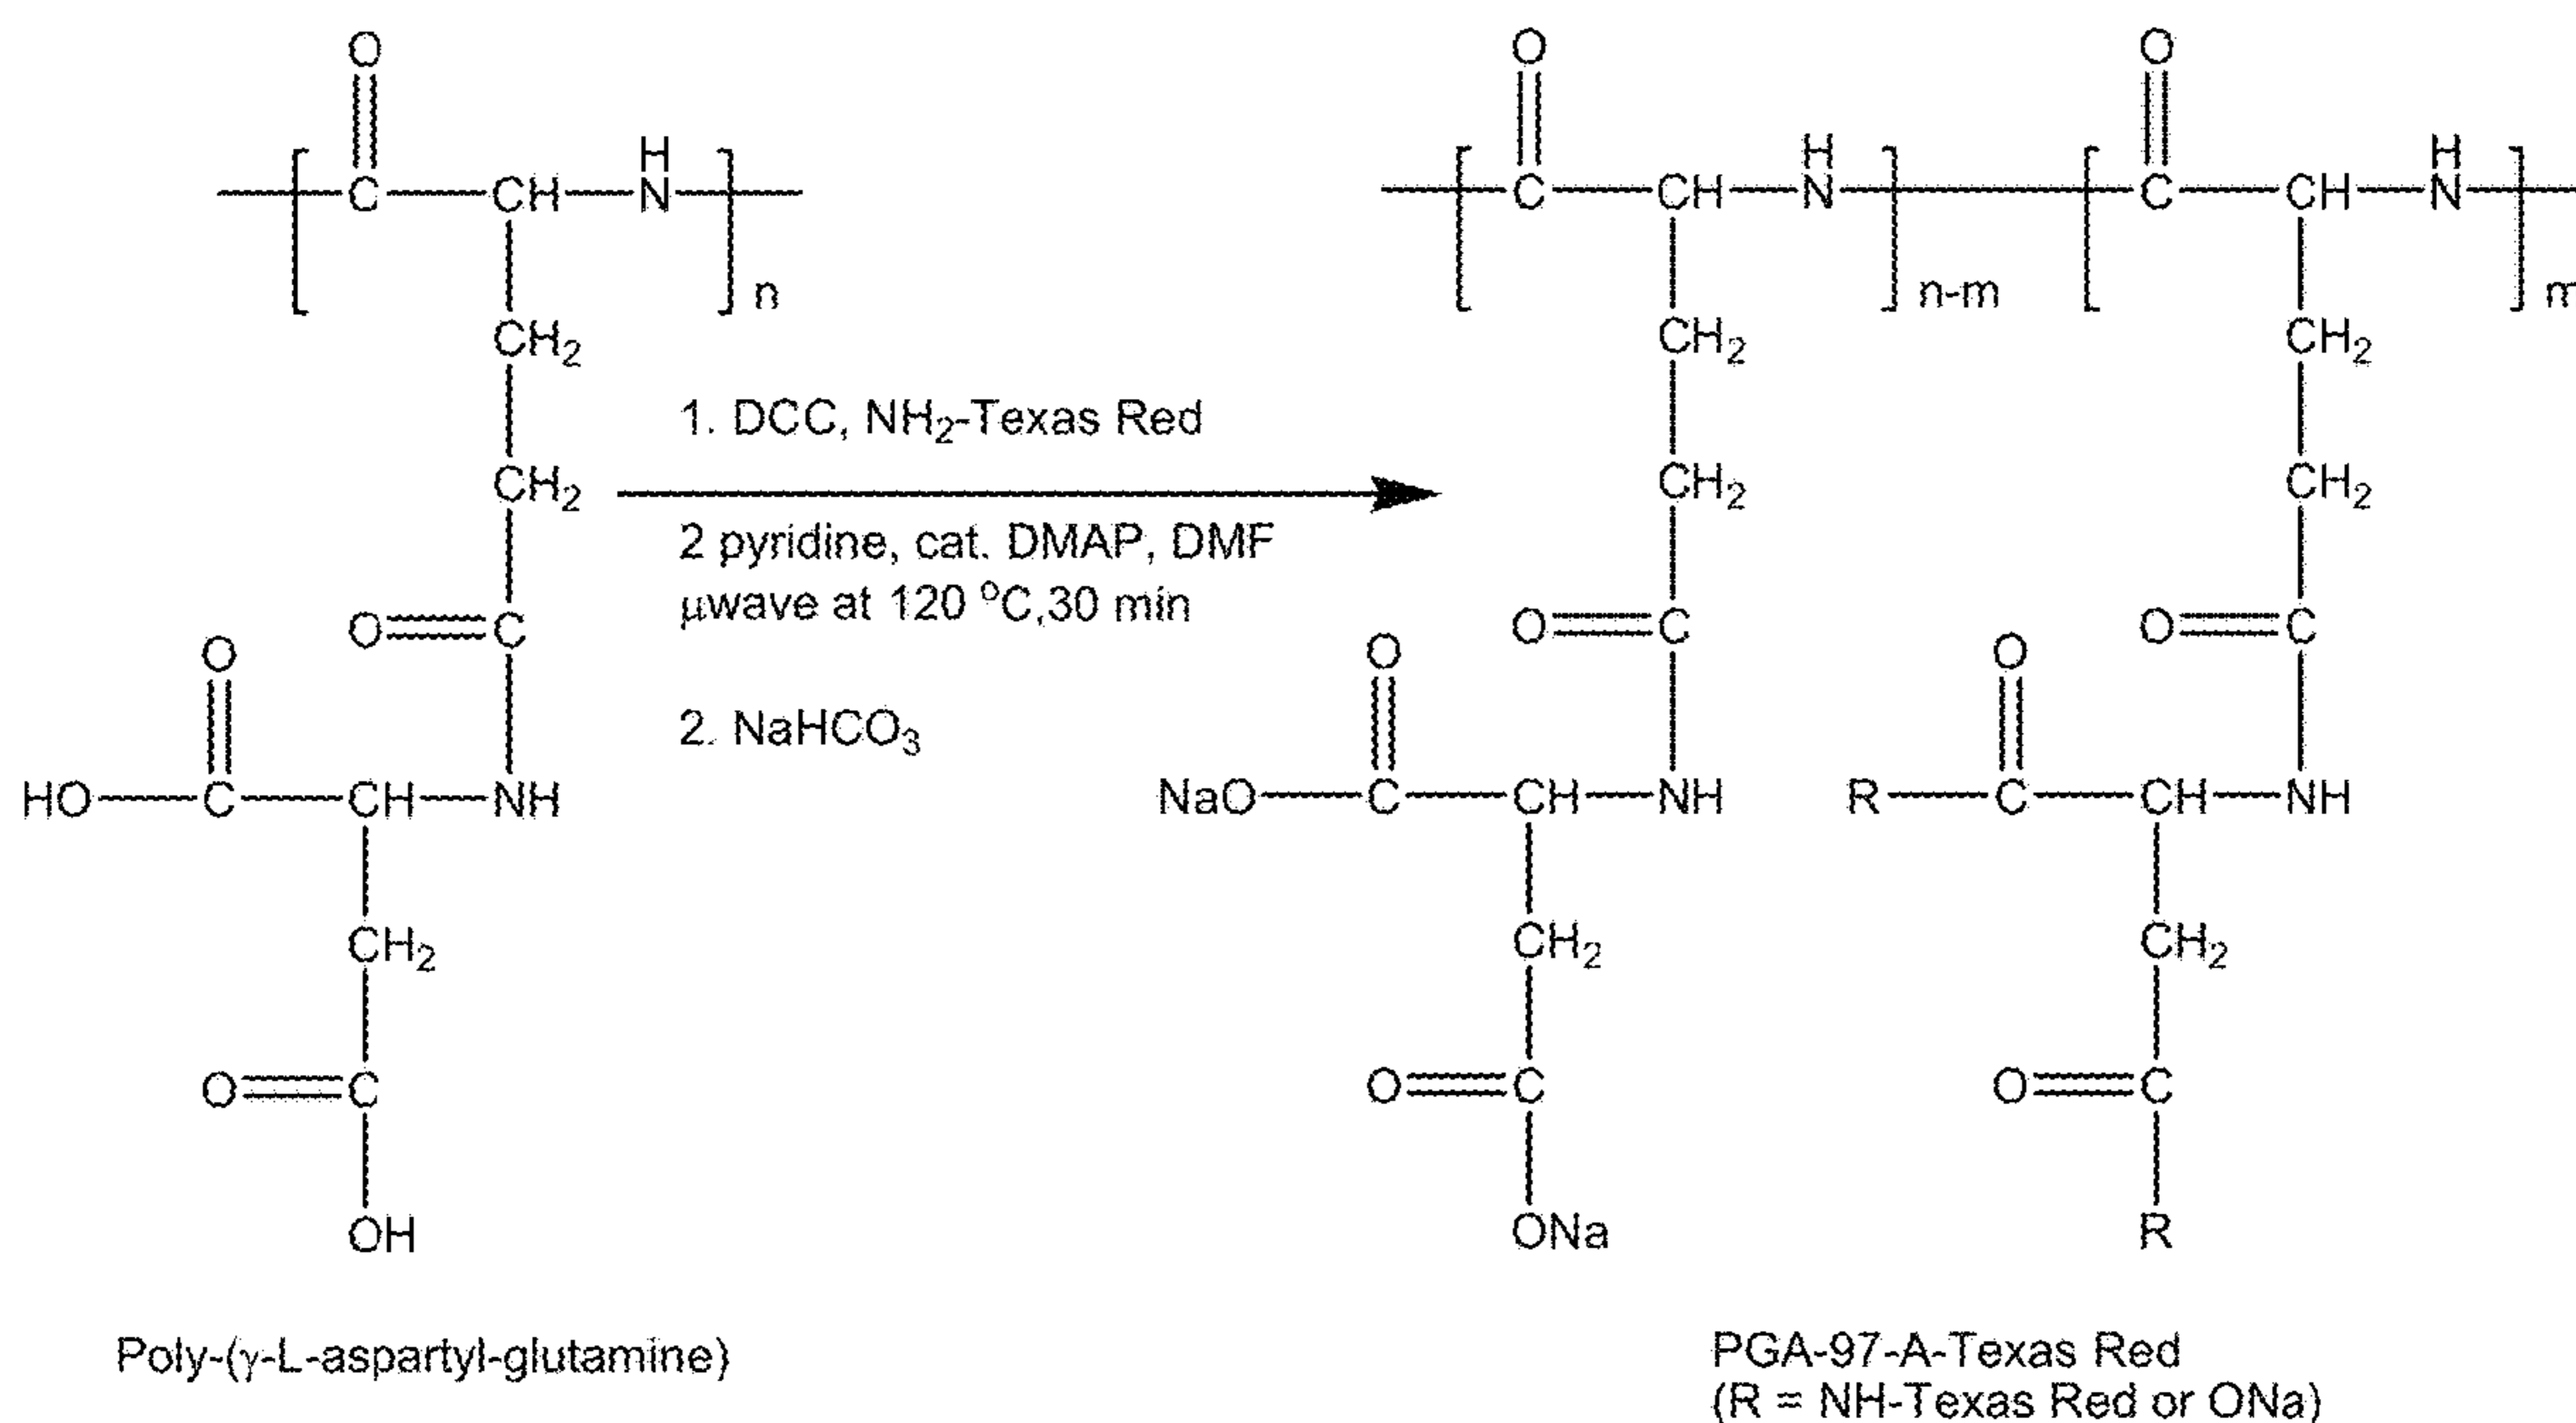 O
O
O
H
H
H
C CH N n
C CH N n-m
C CH N m
CH2
CH2
CH2
1. DCC, NH2-Texas Red
CH2
CH2
CH2
2 pyridine, cat. DMAP, DMF
μwave at 120 °C,30 min
O C
O C
O C
O
O
O
2. NaHCO3
HO C CH NH
NaO C CH NH
R C CH NH
CH2
CH2
CH2
O C
O C
O C
OH
ONa
R
Poly-(γ-L-aspartyl-glutamine)
PGA-97-A-Texas Red
(R = NH-Texas Red or ONa)